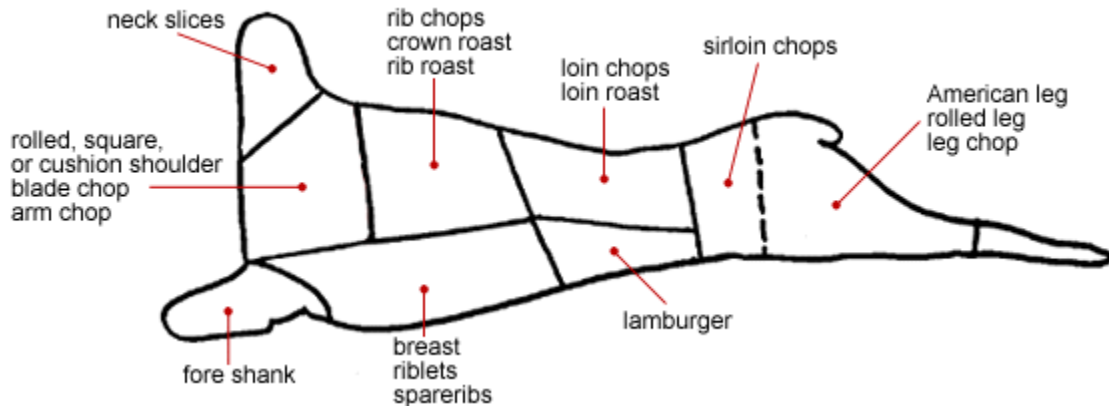 neck slices
rib chops
crown roast
rib roast
loin chops
loin roast
sirloin chops
American leg
rolled leg
leg chop
rolled, square,
or cushion shoulder
blade chop
arm chop
fore shank
breast
riblets
spareribs
lamburger